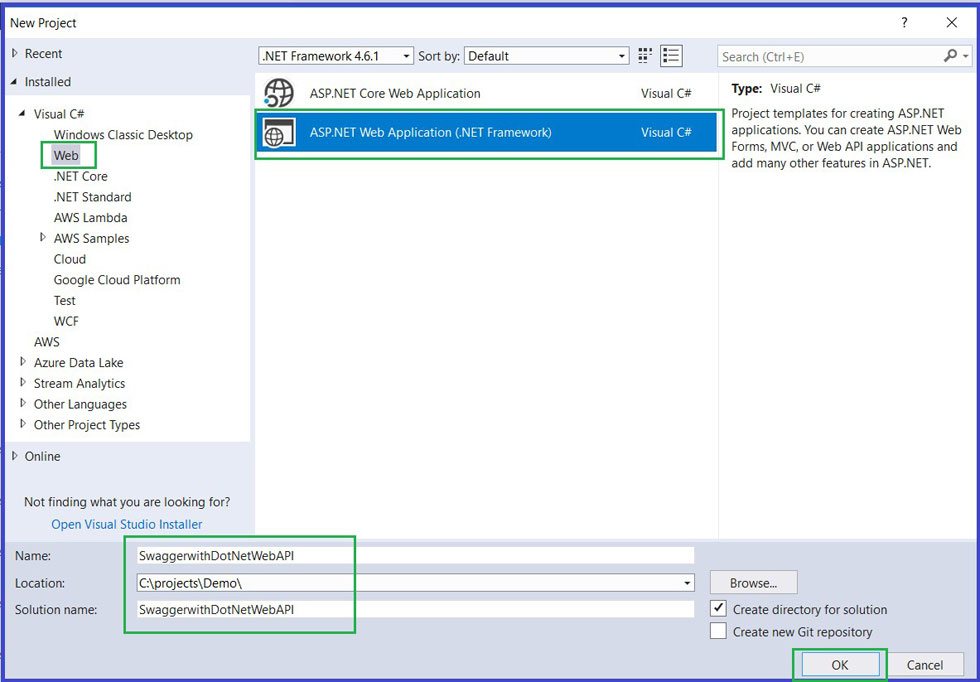 New Project
?
Recent
.NET Framework 4.6.1
Sort by: Default
Search (Ctrl+E)
Installed
Visual C#
Windows Classic Desktop
Web
.NET Core
.NET Standard
AWS Lambda
AWS Samples
Cloud
Google Cloud Platform
Test
WCF
AWS
Azure Data Lake
Stream Analytics
Other Languages
Other Project Types
Online
Not finding what you are looking for?
Open Visual Studio Installer
ASP.NET Core Web Application Visual C#
ASP.NET Web Application (.NET Framework) Visual C#
Type: Visual C#
Project templates for creating ASP.NET
applications. You can create ASP.NET Web
Forms, MVC, or Web API applications and
add many other features in ASP.NET.
Name: SwaggerwithDotNetWebAPI
Location: C:\projects\Demo\
Browse...
Solution name: SwaggerwithDotNetWebAPI
Create directory for solution
Create new Git repository
OK
Cancel